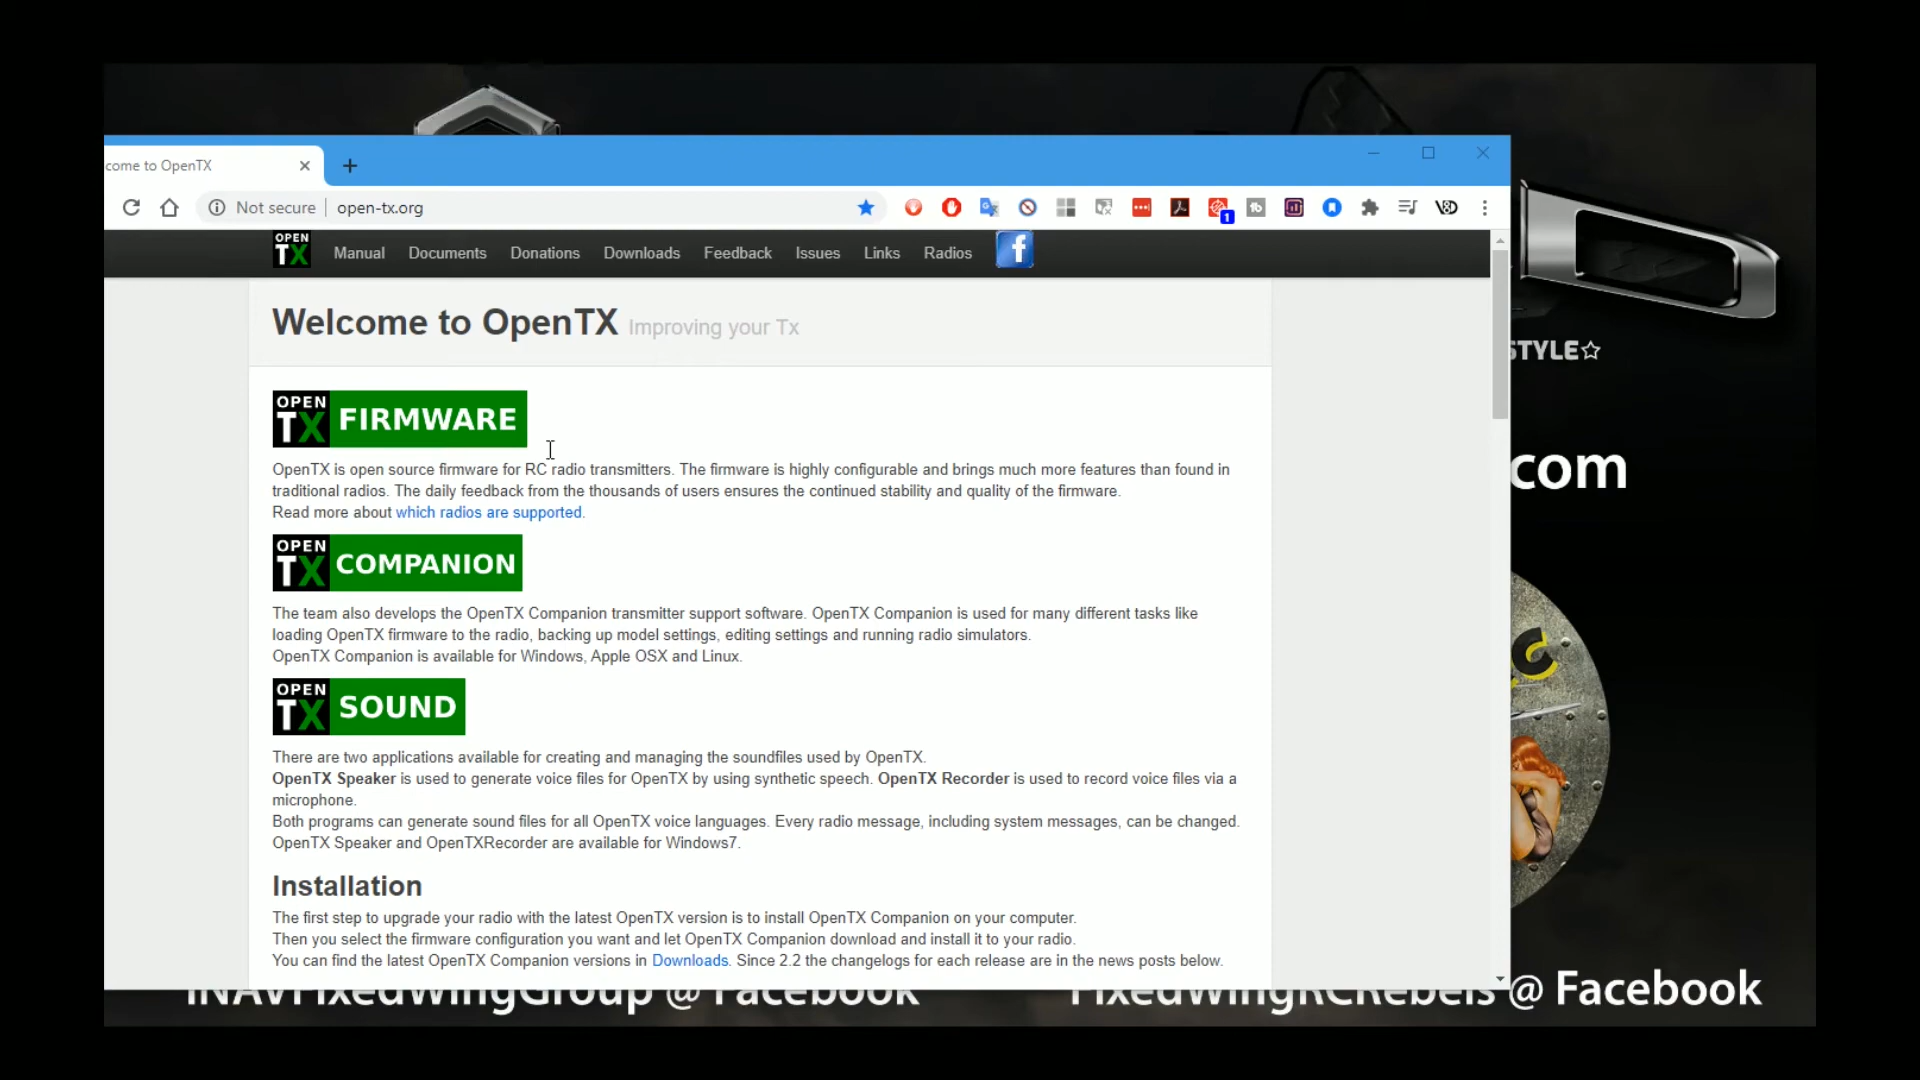 come to OpenTX
Not secure | open-tx.org
1
OPEN TX
Manual Documents Donations Downloads Feedback Issues Links Radios
Welcome to OpenTX Improving your Tx
OPEN TX FIRMWARE
OpenTX is open source firmware for RC radio transmitters. The firmware is highly configurable and brings much more features than found in
traditional radios. The daily feedback from the thousands of users ensures the continued stability and quality of the firmware.
Read more about which radios are supported.
OPEN TX COMPANION
The team also develops the OpenTX Companion transmitter support software. OpenTX Companion is used for many different tasks like
loading OpenTX firmware to the radio, backing up model settings, editing settings and running radio simulators.
OpenTX Companion is available for Windows, Apple OSX and Linux.
OPEN TX SOUND
There are two applications available for creating and managing the soundfiles used by OpenTX.
OpenTX Speaker is used to generate voice files for OpenTX by using synthetic speech. OpenTX Recorder is used to record voice files via a
microphone.
Both programs can generate sound files for all OpenTX voice languages. Every radio message, including system messages, can be changed.
OpenTX Speaker and OpenTXRecorder are available for Windows7.
Installation
The first step to upgrade your radio with the latest OpenTX version is to install OpenTX Companion on your computer.
Then you select the firmware configuration you want and let OpenTX Companion download and install it to your radio.
You can find the latest OpenTX Companion versions in Downloads. Since 2.2 the changelogs for each release are in the news posts below.
STYLE☆
.com
C
INAVFixedWingGroup @ Facebook
FixedWingRCRebels @ Facebook